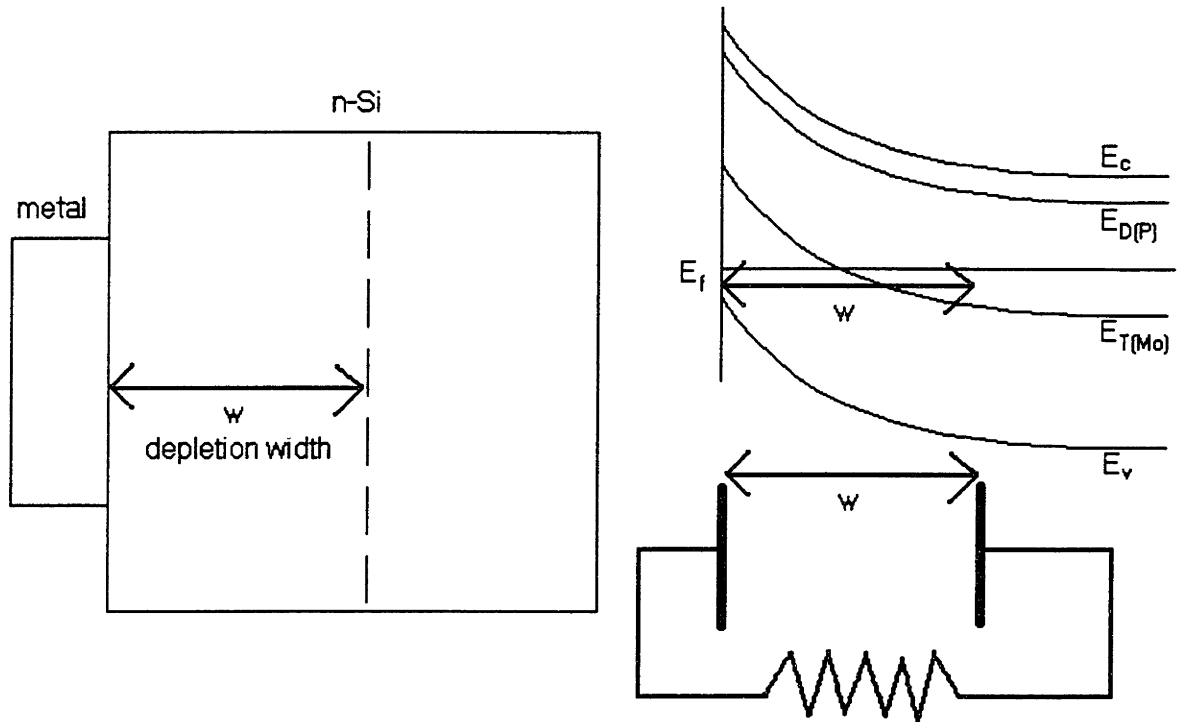 n-Si
metal
w
depletion width
E_c
E_D(P)
E_f
w
E_T(Mo)
E_v
w